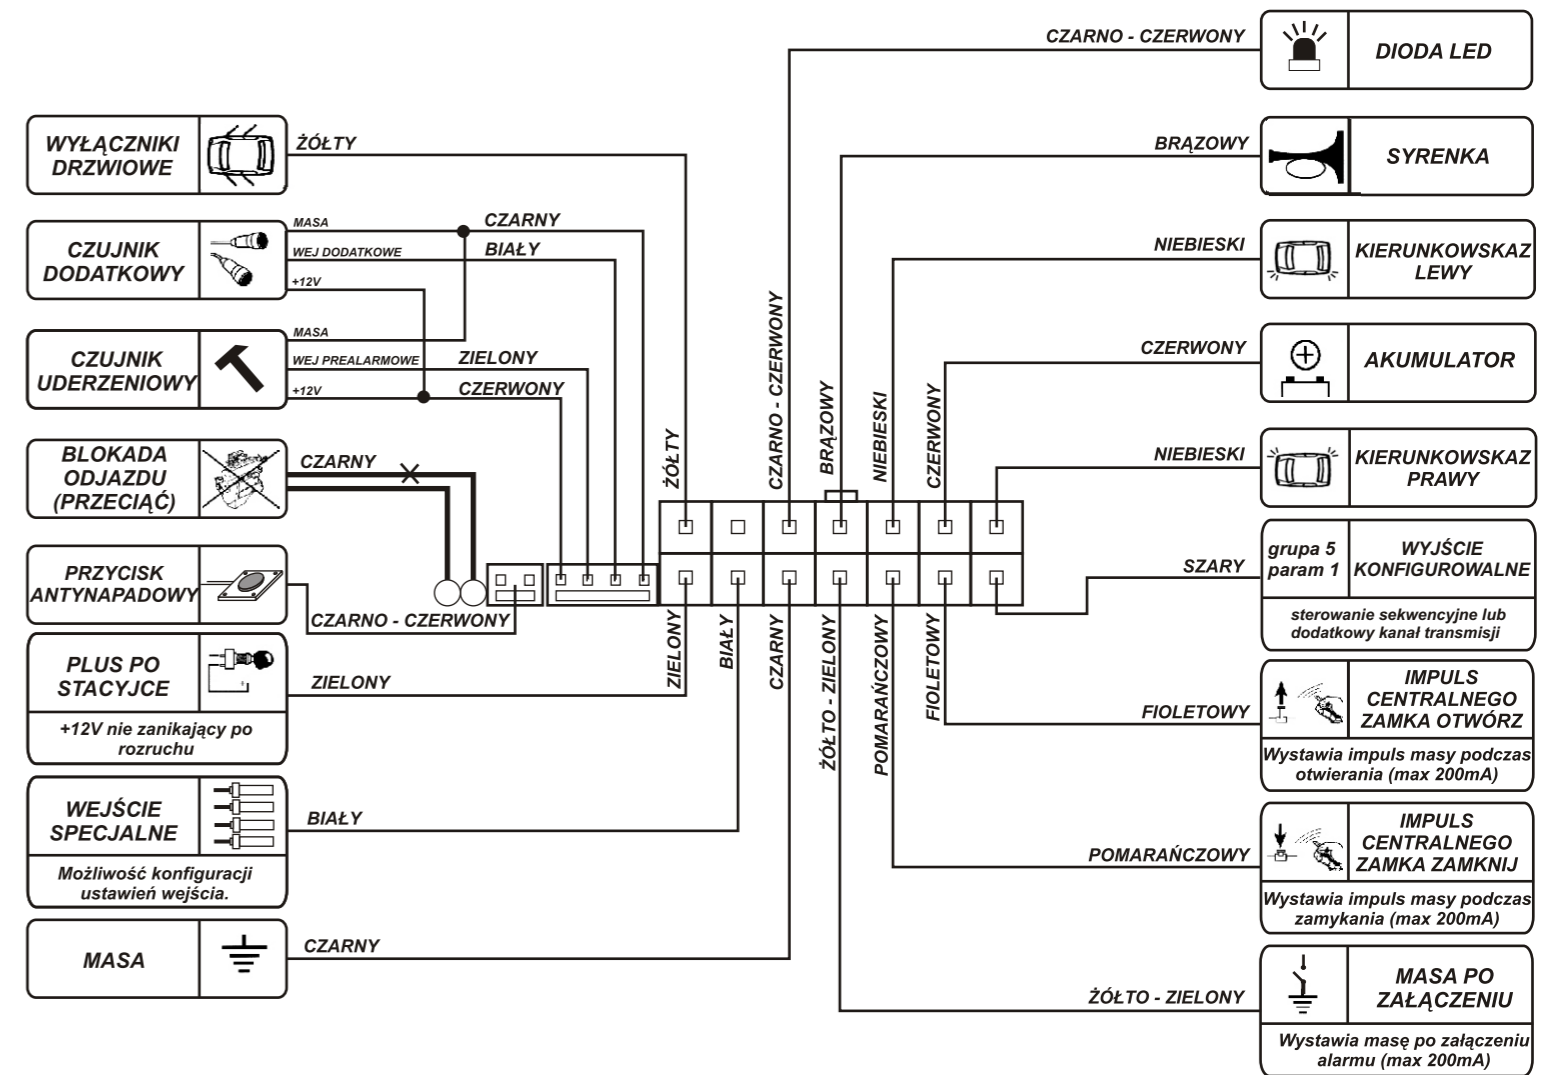 CZARNO - CZERWONY
DIODA LED
WYŁĄCZNIKI
DRZWIOWE
ŻÓŁTY
BRĄZOWY
SYRENKA
CZUJNIK
DODATKOWY
MASA
CZARNY
WEJ DODATKOWE
BIAŁY
+12V
NIEBIESKI
KIERUNKOWSKAZ
LEWY
CZUJNIK
UDERZENIOWY
MASA
WEJ PREALARMOWE
ZIELONY
+12V
CZERWONY
CZERWONY
AKUMULATOR
BLOKADA
ODJAZDU
(PRZECIĄĆ)
CZARNY
NIEBIESKI
KIERUNKOWSKAZ
PRAWY
ŻÓŁTY
CZARNO - CZERWONY
BRĄZOWY
NIEBIESKI
CZERWONY
PRZYCISK
ANTYNAPADOWY
CZARNO - CZERWONY
SZARY
grupa 5
param 1
WYJŚCIE
KONFIGUROWALNE
sterowanie sekwencyjne lub
dodatkowy kanał transmisji
ZIELONY
BIAŁY
CZARNY
ŻÓŁTO - ZIELONY
POMARAŃCZOWY
FIOLETOWY
PLUS PO
STACYJCE
ZIELONY
+12V nie zanikający po
rozruchu
FIOLETOWY
IMPULS
CENTRALNEGO
ZAMKA OTWÓRZ
Wystawia impuls masy podczas
otwierania (max 200mA)
WEJŚCIE
SPECJALNE
BIAŁY
Możliwość konfiguracji
ustawień wejścia.
POMARAŃCZOWY
IMPULS
CENTRALNEGO
ZAMKA ZAMKNIJ
Wystawia impuls masy podczas
zamykania (max 200mA)
MASA
CZARNY
ŻÓŁTO - ZIELONY
MASA PO
ZAŁĄCZENIU
Wystawia masę po załączeniu
alarmu (max 200mA)